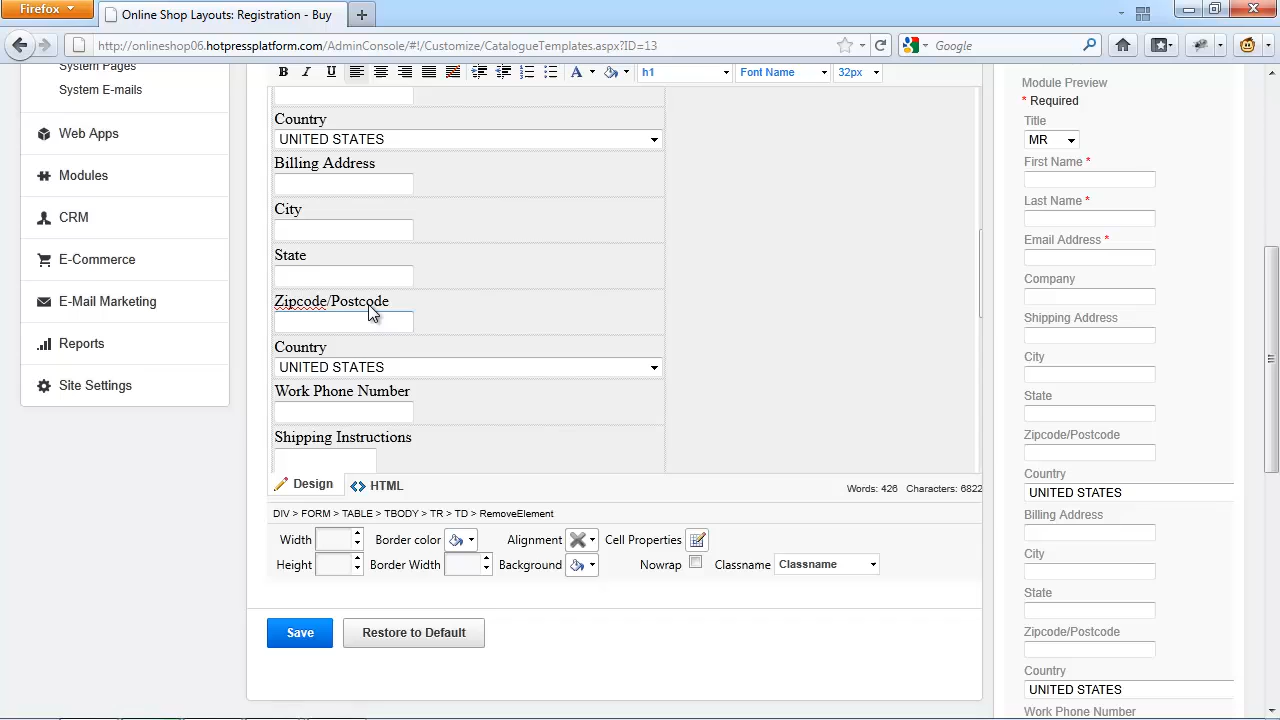 Firefox
Online Shop Layouts: Registration - Buy
http://onlineshop06.hatpressplatform.com/AdminConsole/#!/Customize/CatalogueTemplates.aspx?ID=13
Google
System Pages
System E-mails
Web Apps
Modules
CRM
E-Commerce
E-Mail Marketing
Reports
Site Settings
B I U
A
h1
Font Name
32px
Country
UNITED STATES
Billing Address
City
State
Zipcode/Postcode
Country
UNITED STATES
Work Phone Number
Shipping Instructions
Design
HTML
Words: 426 Characters: 6822
DIV > FORM > TABLE > TBODY > TR > TD > RemoveElement
Width
Border color
Alignment
Cell Properties
Height
Border Width
Background
Nowrap
Classname
Classname
Save
Restore to Default
Module Preview
* Required
Title
MR
First Name *
Last Name *
Email Address *
Company
Shipping Address
City
State
Zipcode/Postcode
Country
UNITED STATES
Billing Address
City
State
Zipcode/Postcode
Country
UNITED STATES
Work Phone Number